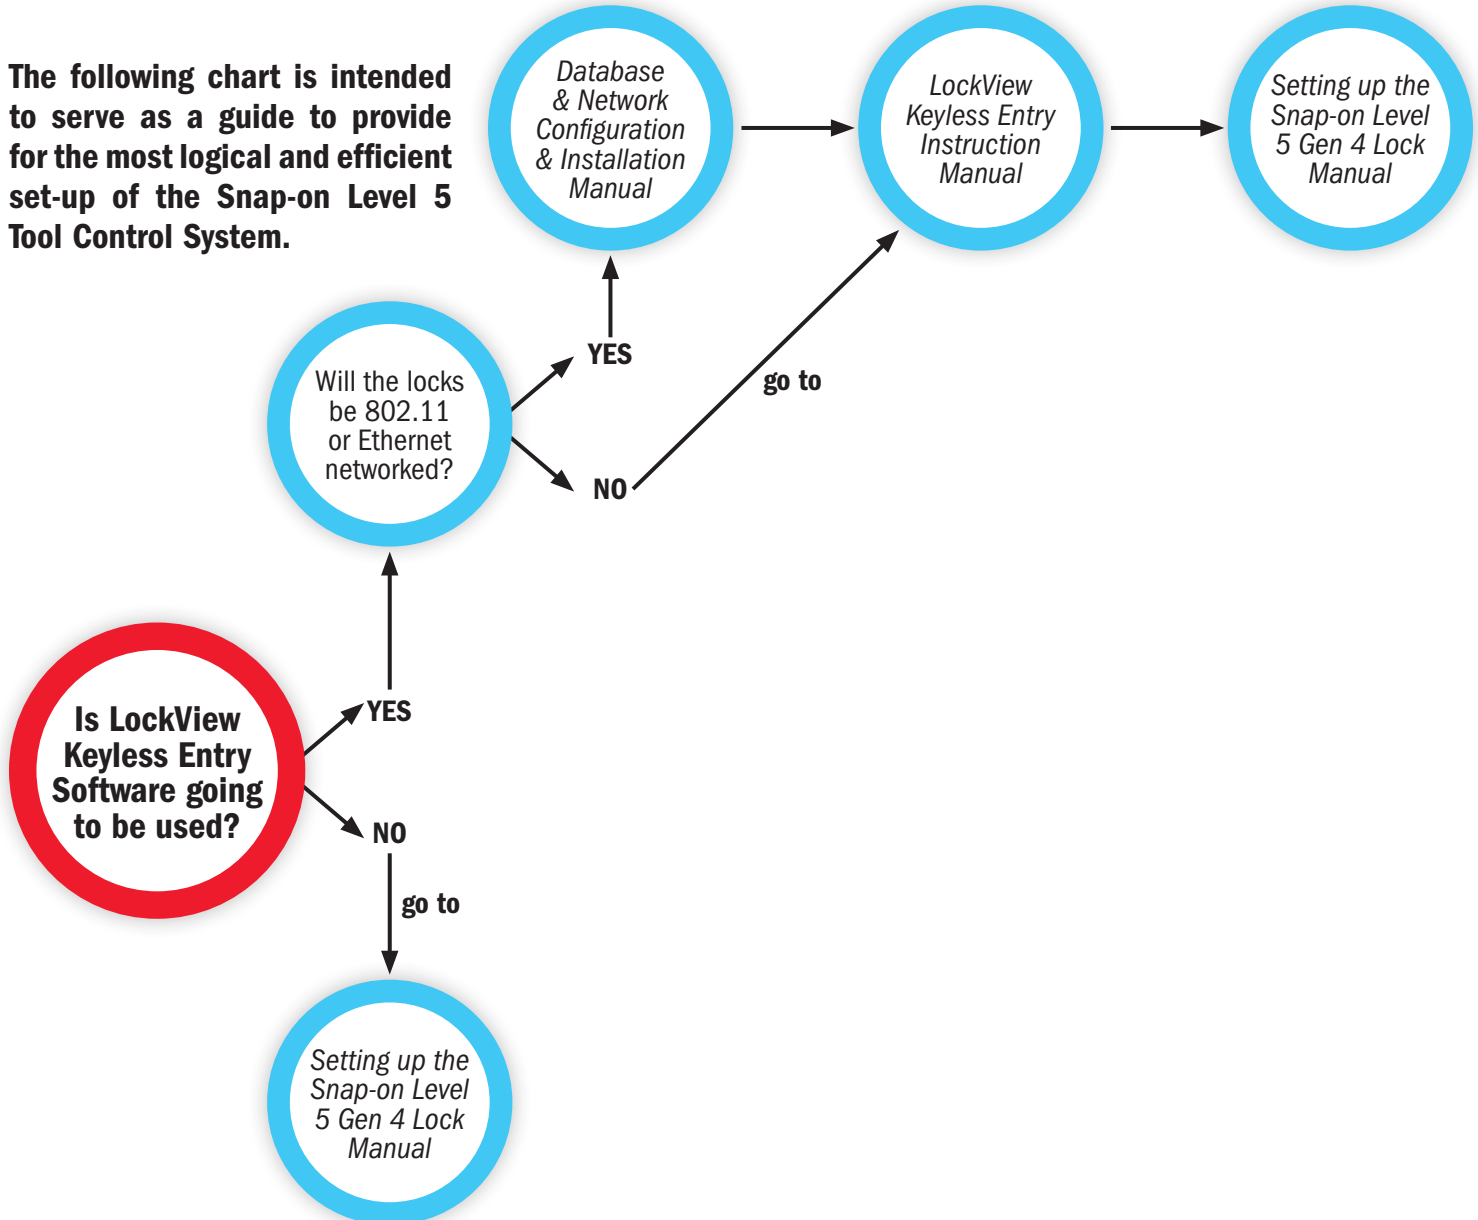 The following chart is intended
to serve as a guide to provide
for the most logical and efficient
set-up of the Snap-on Level 5
Tool Control System.
Database
& Network
Configuration
& Installation
Manual
LockView
Keyless Entry
Instruction
Manual
Setting up the
Snap-on Level
5 Gen 4 Lock
Manual
Will the locks
be 802.11
or Ethernet
networked?
YES
go to
NO
Is LockView
Keyless Entry
Software going
to be used?
YES
NO
go to
Setting up the
Snap-on Level
5 Gen 4 Lock
Manual